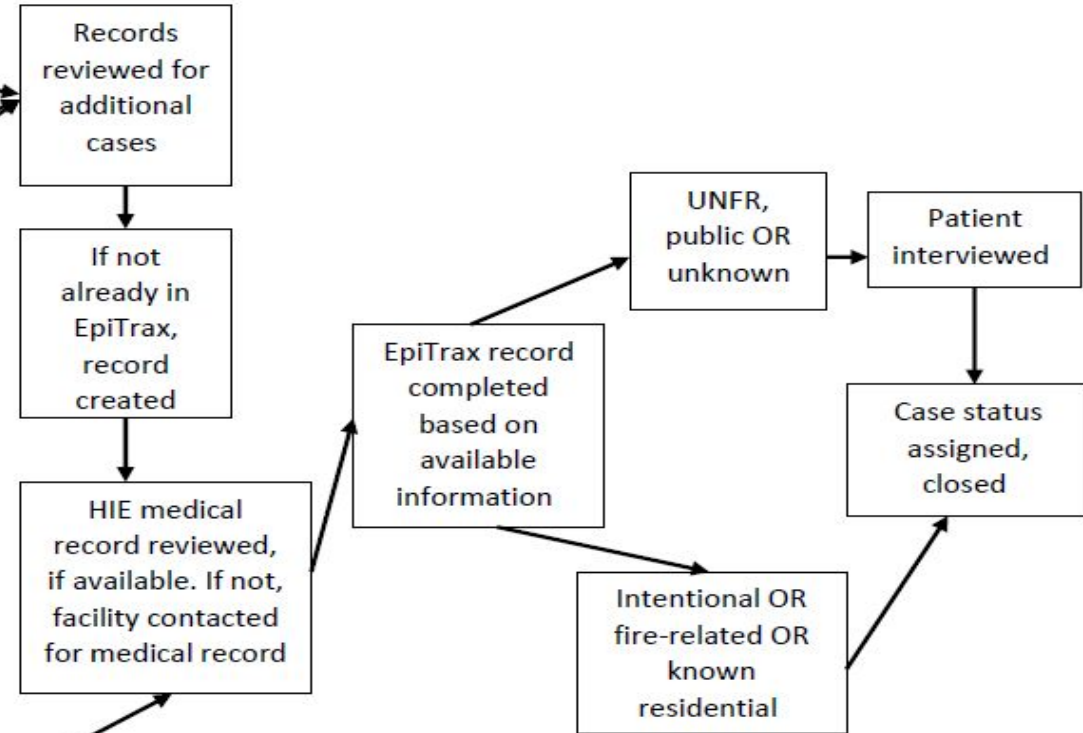 Records
reviewed for
additional
cases
If not
already in
EpiTrax,
record
created
HIE medical
record reviewed,
if available. If not,
facility contacted
for medical record
EpiTrax record
completed
based on
available
information
UNFR,
public OR
unknown
Patient
interviewed
Intentional OR
fire-related OR
known
residential
Case status
assigned,
closed